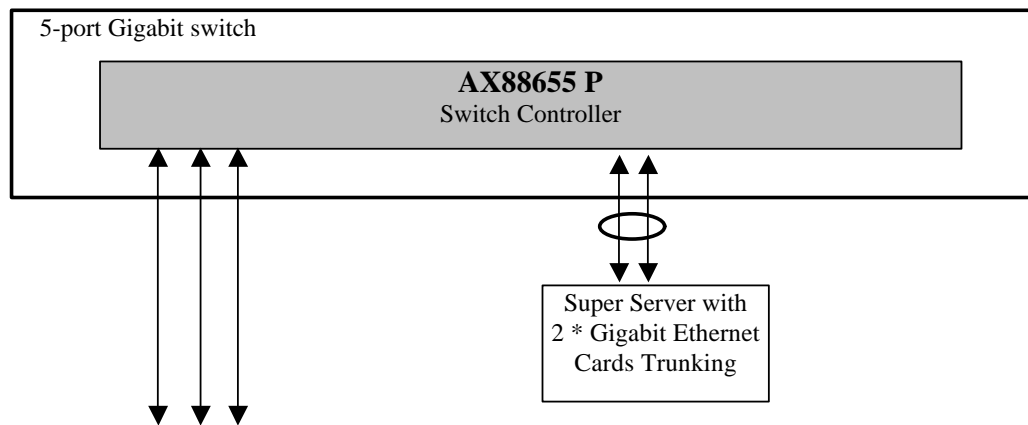 5-port Gigabit switch
AX88655 P
Switch Controller
Super Server with
2 * Gigabit Ethernet
Cards Trunking